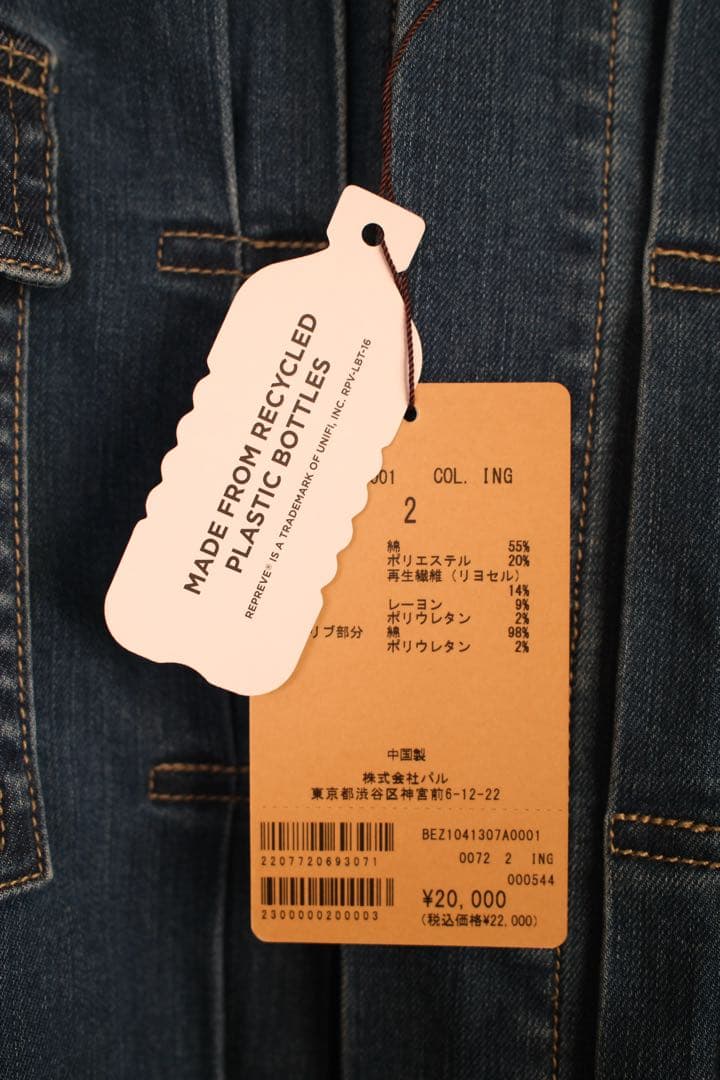 MADE FROM RECYCLED
PLASTIC BOTTLES
REPREVE® IS A TRADEMARK OF UNIFI, INC. RPV-LBT-16
001 COL. ING
2
綿 55%
ポリエステル 20%
再生繊維（リヨセル）
14%
レーヨン 9%
ポリウレタン 2%
リブ部分 綿 98%
ポリウレタン 2%
中国製
株式会社パル
東京都渋谷区神宮前6-12-22
BEZ1041307A0001
2207720693071
0072 2 ING
000544
2300000200003
¥20,000
(税込価格¥22,000)